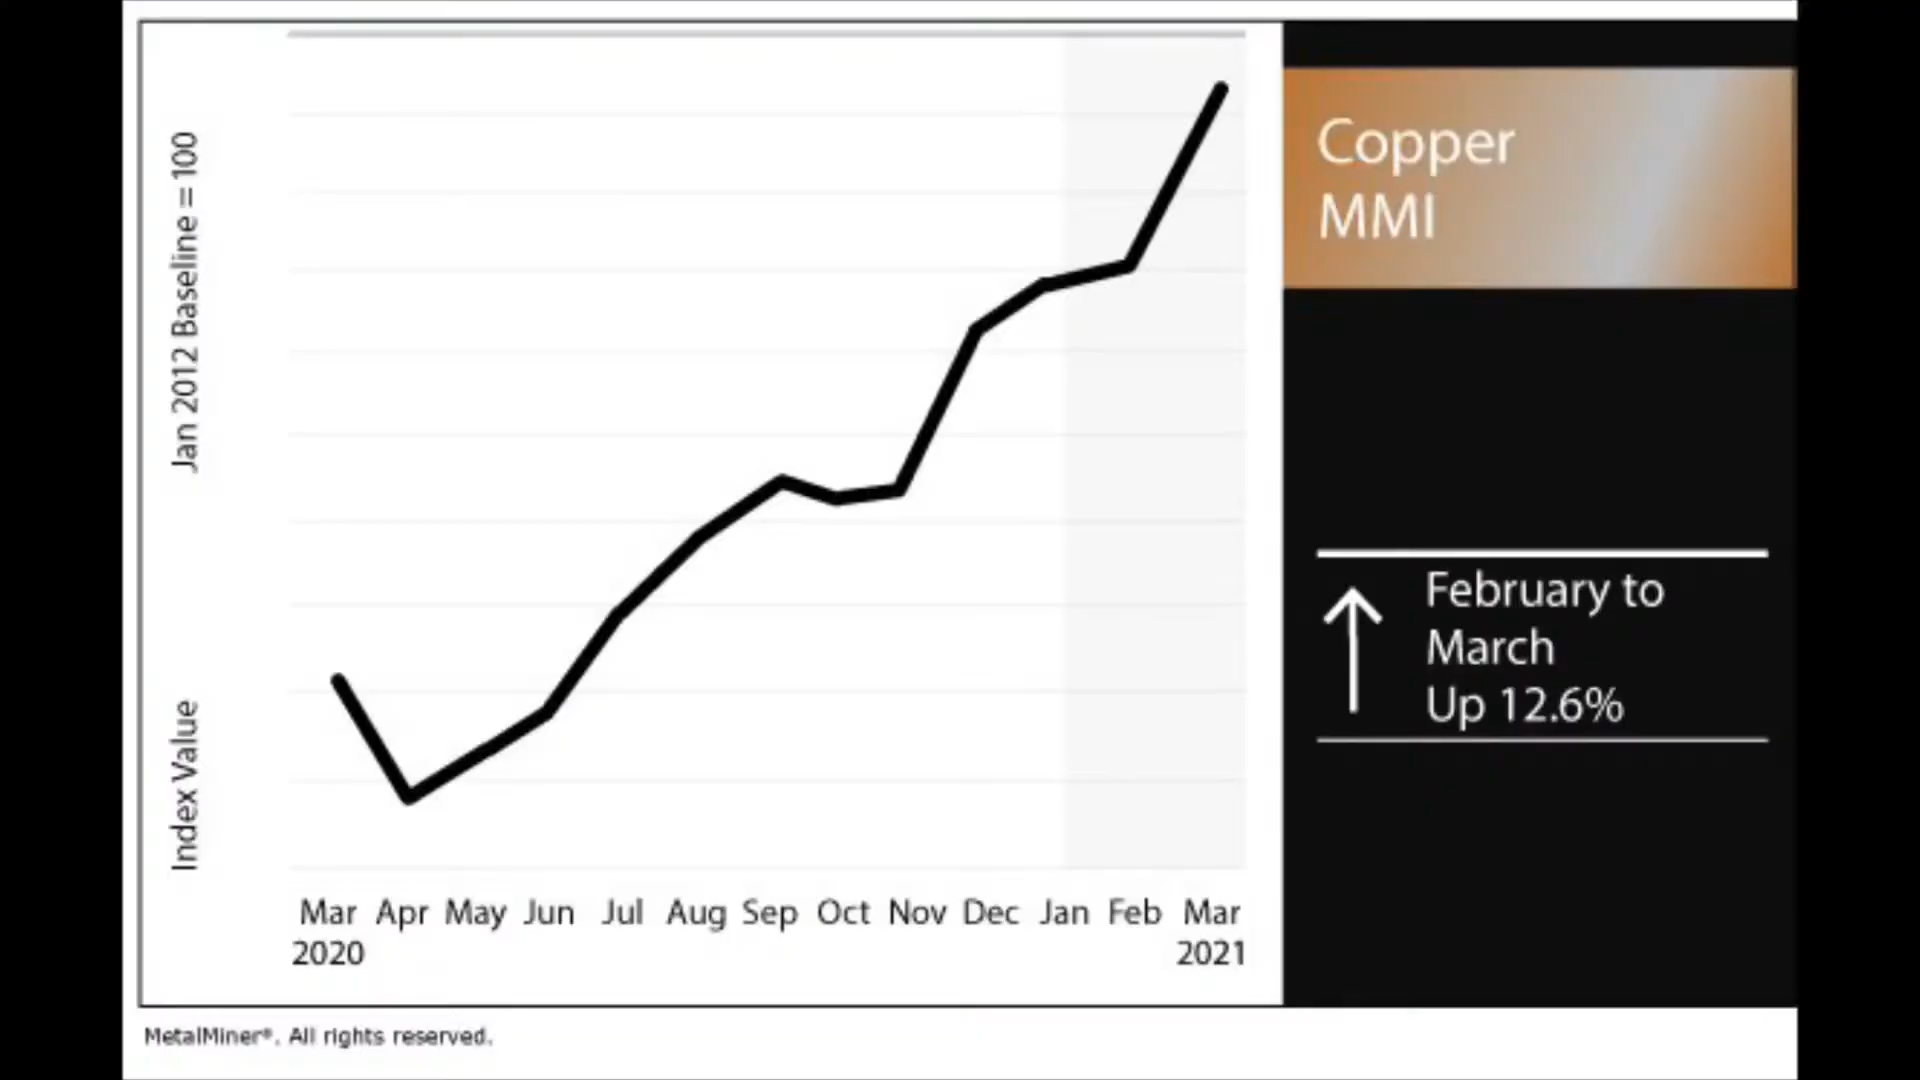 Jan 2012 Baseline = 100
Index Value
Mar Apr May Jun Jul Aug Sep Oct Nov Dec Jan Feb Mar
2020 2021
Copper
MMI
February to
March
Up 12.6%
MetalMiner®. All rights reserved.